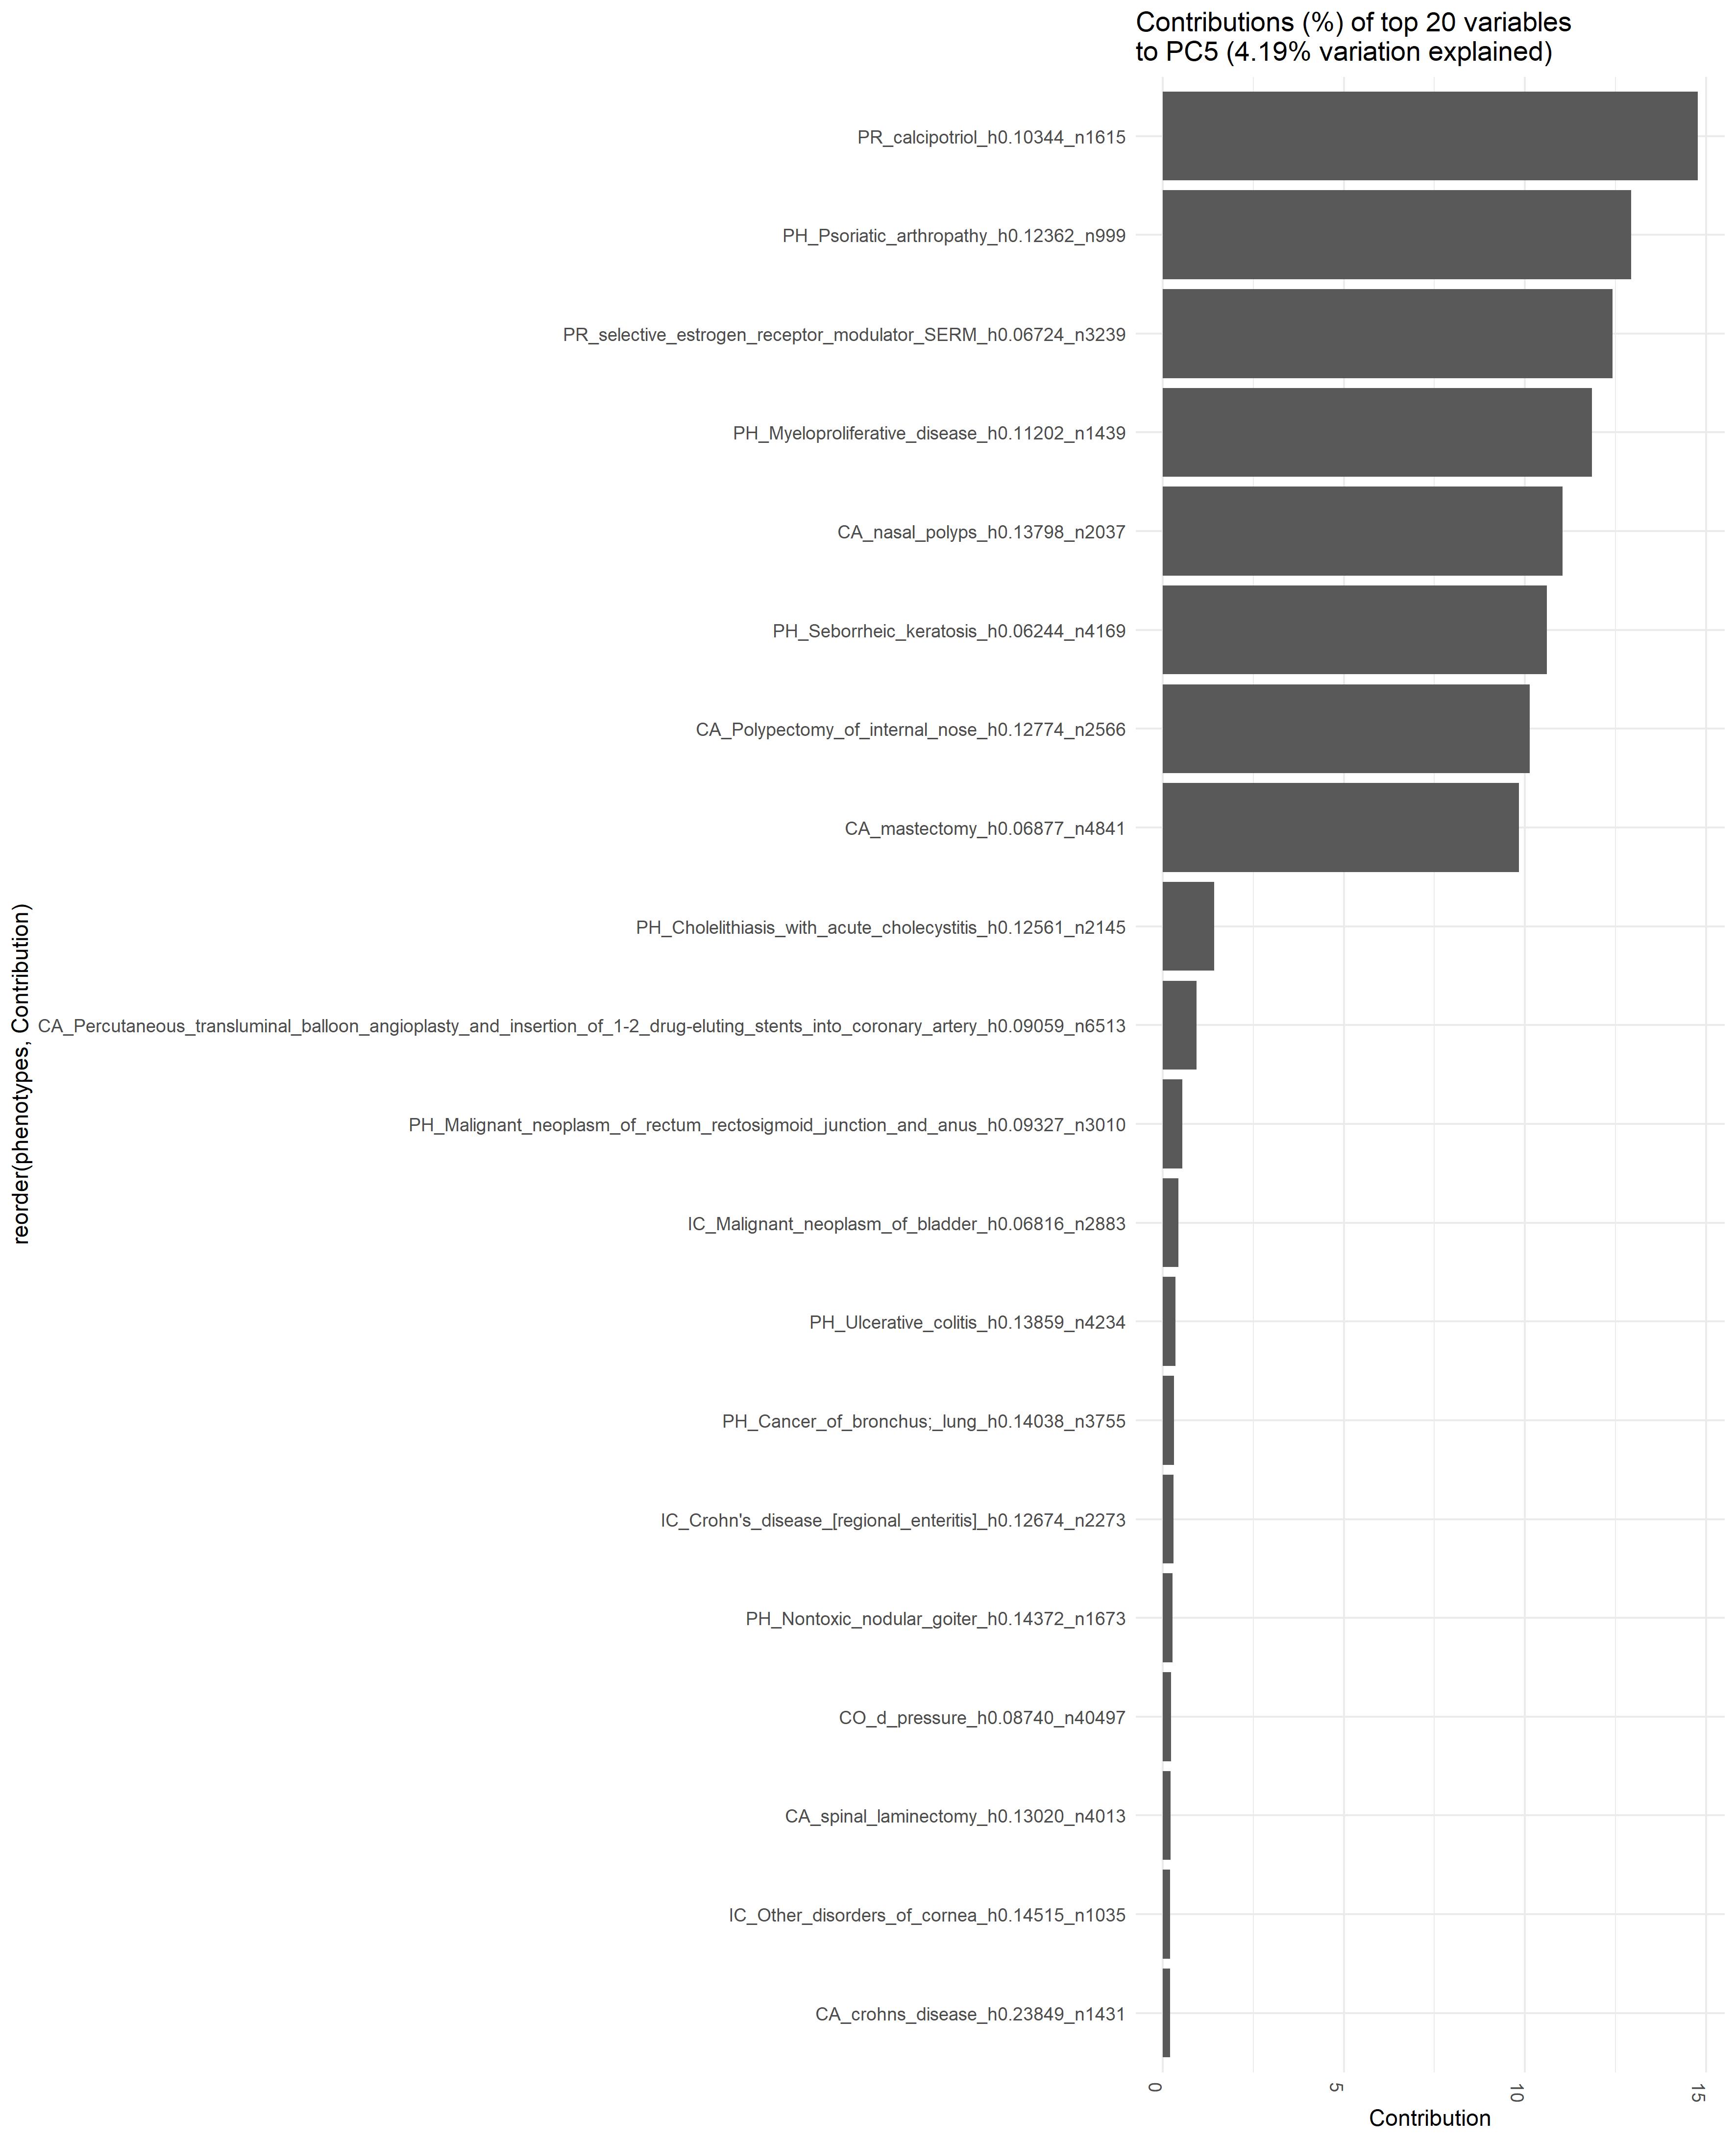 Contributions (%) of top 20 variables
to PC5 (4.19% variation explained)
PR_calcipotriol_h0.10344_n1615
PH_Psoriatic_arthropathy_h0.12362_n999
PR_selective_estrogen_receptor_modulator_SERM_h0.06724_n3239
PH_Myeloproliferative_disease_h0.11202_n1439
CA_nasal_polyps_h0.13798_n2037
PH_Seborrheic_keratosis_h0.06244_n4169
CA_Polypectomy_of_internal_nose_h0.12774_n2566
CA_mastectomy_h0.06877_n4841
PH_Cholelithiasis_with_acute_cholecystitis_h0.12561_n2145
CA_Percutaneous_transluminal_balloon_angioplasty_and_insertion_of_1-2_drug-eluting_stents_into_coronary_artery_h0.09059_n6513
PH_Malignant_neoplasm_of_rectum_rectosigmoid_junction_and_anus_h0.09327_n3010
IC_Malignant_neoplasm_of_bladder_h0.06816_n2883
PH_Ulcerative_colitis_h0.13859_n4234
PH_Cancer_of_bronchus;_lung_h0.14038_n3755
IC_Crohn's_disease_[regional_enteritis]_h0.12674_n2273
PH_Nontoxic_nodular_goiter_h0.14372_n1673
CO_d_pressure_h0.08740_n40497
CA_spinal_laminectomy_h0.13020_n4013
IC_Other_disorders_of_cornea_h0.14515_n1035
CA_crohns_disease_h0.23849_n1431
reorder(phenotypes, Contribution)
0 5 10 15
Contribution